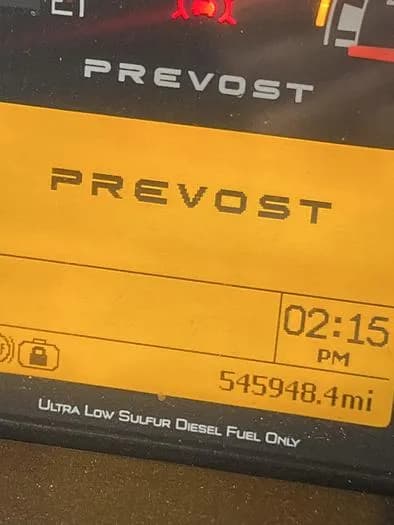 PREVOST
PREVOST
02:15
PM
545948.4mi
ULTRA LOW SULFUR DIESEL FUEL ONLY